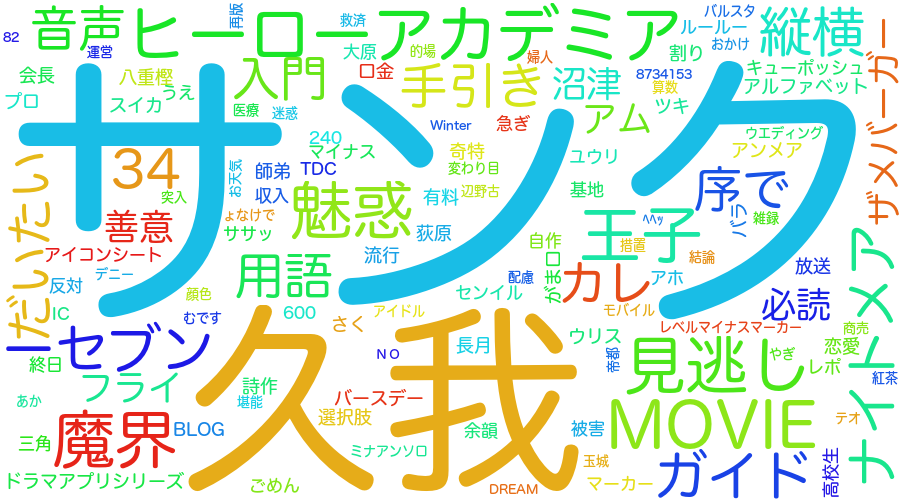 再版
バルスタ
82
音声
ヒーローアカデミア
救済
ルールー
縦横
運営
大原
的場
おかけ
婦人
割り
会長
八重樫
入門
口金
手引き
沼津
8734153
キューポッシュ
プロ
スイカ
うえ
算数
アルファベット
医療
迷惑
Winter
急ぎ
アム
ツキ
サンク
240
マイナス
奇特
ウエディング
アンメア
ザメンバーガー
34
お天気
師弟
TDC
変わり目
ユウリ
序で
だいたい
突入
収入
魅惑
有料
辺野古
基地
善意
ょなけで
ササッ
荻原
王子
ヘヘッ
バラ
雑録
自作
措置
アイコンシート
流行
結論
ナイトメア
反対
デニー
用語
がま口
配慮
カレ
アホ
放送
顔色
センイル
必読
IC
むです
600
アイドル
モバイル
さく
レベルマイナスマーカー
商売
ーセブン
ウリス
恋愛
終日
NO
長月
帝都
見逃し
やぎ
レポ
フライ
詩作
紅茶
あか
堪能
久我
バースデー
MOVIE
選択肢
テオ
魔界
BLOG
余韻
被害
三角
ミナアンソロ
玉城
ガイド
高校生
ドラマアプリシリーズ
ごめん
DREAM
マーカー